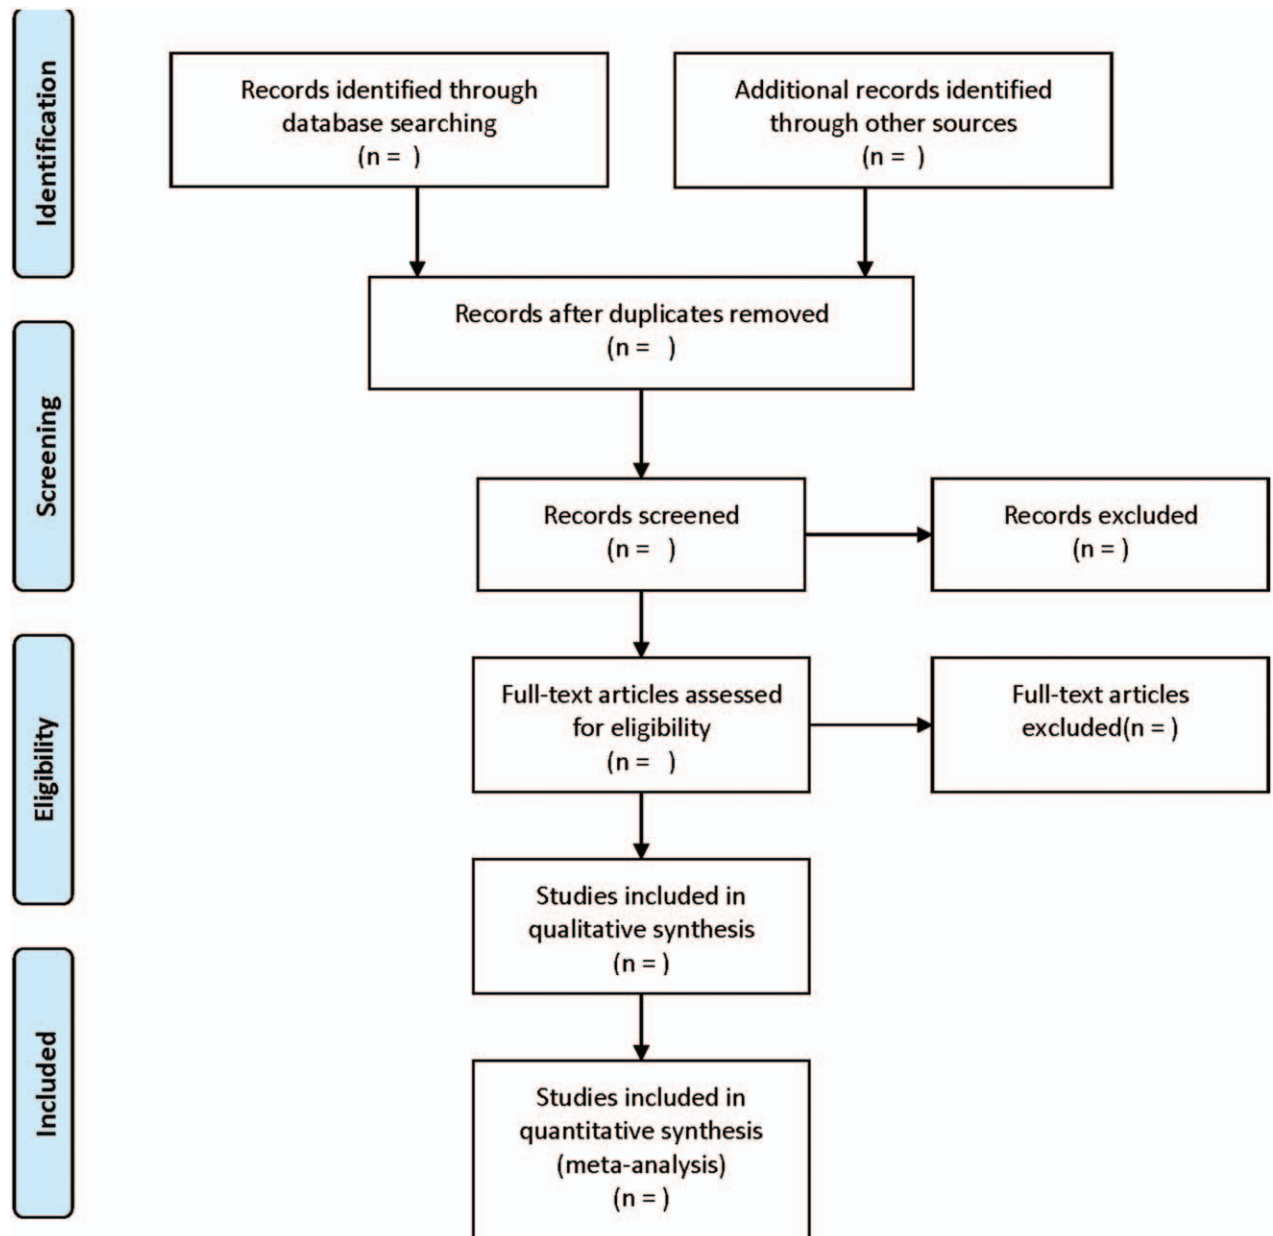 Identification
Records identified through
database searching
(n =  )
Additional records identified
through other sources
(n =  )
Records after duplicates removed
(n =  )
Screening
Records screened
(n =  )
Records excluded
(n = )
Eligibility
Full-text articles assessed
for eligibility
(n =  )
Full-text articles
excluded(n = )
Studies included in
qualitative synthesis
(n = )
Included
Studies included in
quantitative synthesis
(meta-analysis)
(n = )